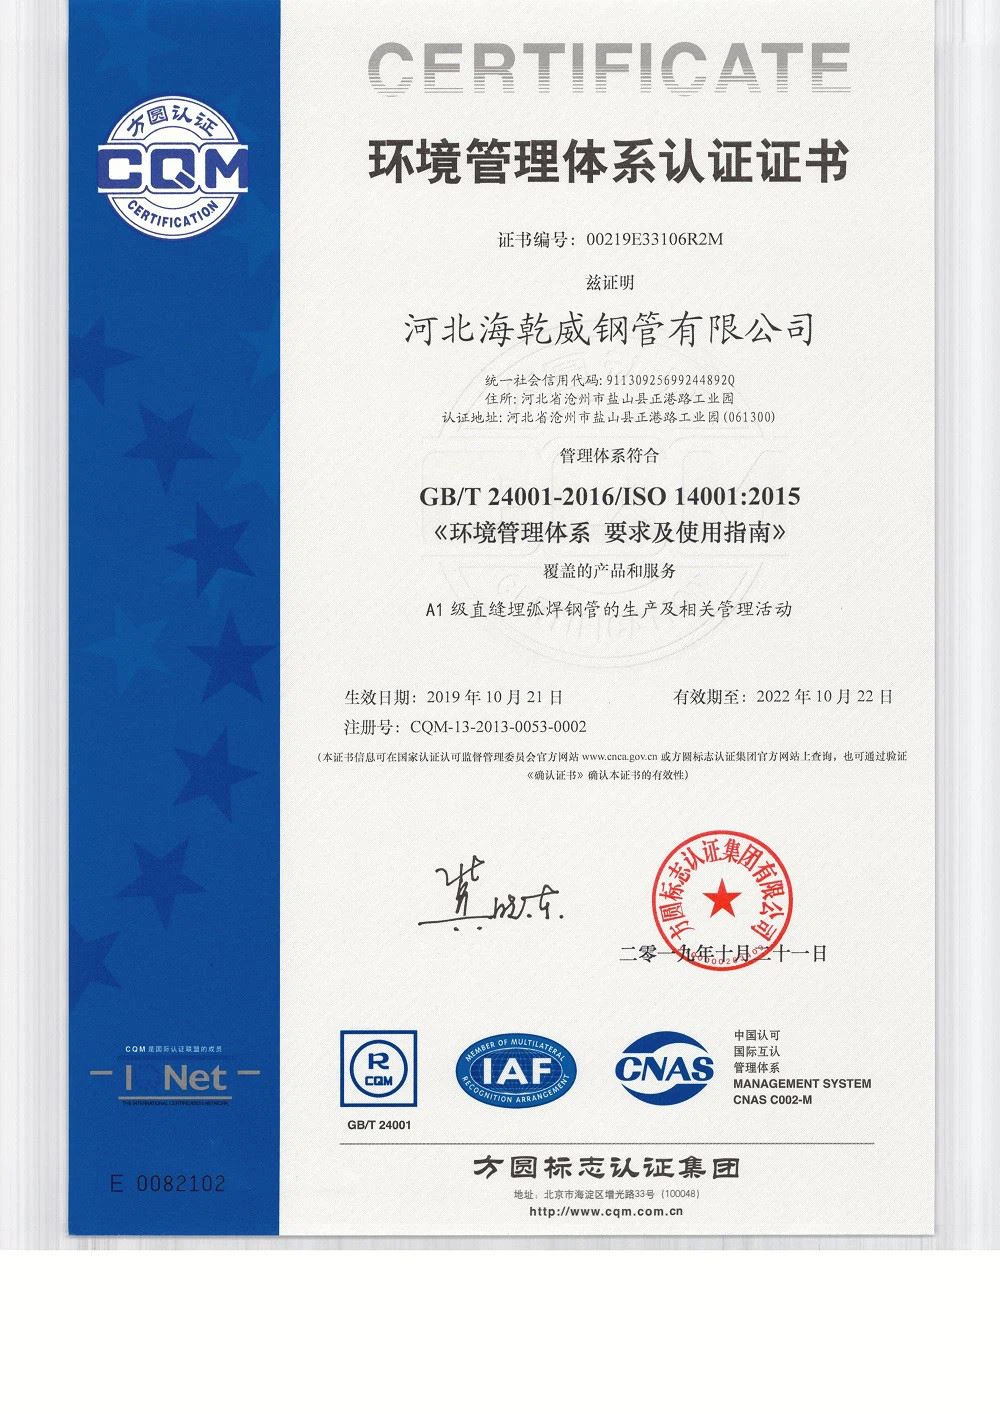 CERTIFICATE
方圆认证
CQM
CERTIFICATION
环境管理体系认证证书
证书编号：00219E33106R2M
兹证明
河北海乾威钢管有限公司
统一社会信用代码: 91130925699244892Q
住所: 河北省沧州市盐山县正港路工业园
认证地址: 河北省沧州市盐山县正港路工业园(061300)
管理体系符合
GB/T 24001-2016/ISO 14001:2015
《环境管理体系 要求及使用指南》
覆盖的产品和服务
A1 级直缝埋弧焊钢管的生产及相关管理活动
生效日期：2019 年 10 月 21 日
有效期至：2022 年 10 月 22 日
注册号：CQM-13-2013-0053-0002
(本证书信息可在国家认证认可监督管理委员会官方网站 www.cnca.gov.cn 或方圆标志认证集团官方网站上查询，也可通过验证
《确认证书》确认本证书的有效性)
方圆标志认证集团有限公司
二零一九年十月二十一日
CQM 是国际认证联盟的成员
I Net
THE INTERNATIONAL CERTIFICATION NETWORK
E 0082102
R
CQM
GB/T 24001
MEMBER OF MULTILATERAL
IAF
RECOGNITION ARRANGEMENT
CNAS
中国认可
国际互认
管理体系
MANAGEMENT SYSTEM
CNAS C002-M
方圆标志认证集团
地址：北京市海淀区增光路33号 (100048)
http://www.cqm.com.cn